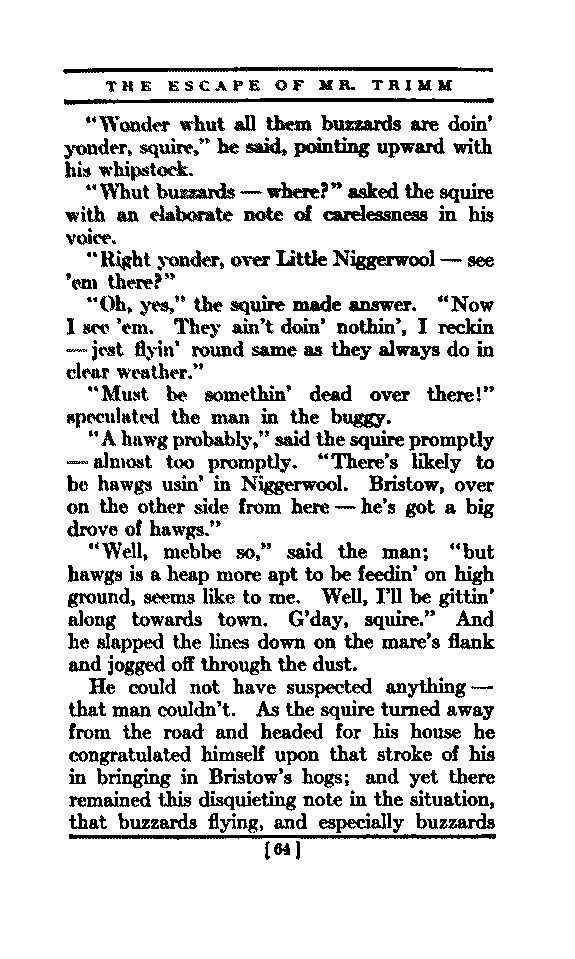 THE ESCAPE OF MR. TRIMM
"Wonder whut all them buzzards are doin'
yonder, squire," he said, pointing upward with
his whipstock.
"Whut buzzards — where?" asked the squire
with an elaborate note of carelessness in his
voice.
"Right yonder, over Little Niggerwool — see
'em there?"
"Oh, yes," the squire made answer. "Now
I see 'em. They ain't doin' nothin', I reckin
— jest flyin' round same as they always do in
clear weather."
"Must be somethin' dead over there!"
speculated the man in the buggy.
"A hawg probably," said the squire promptly
— almost too promptly. "There's likely to
be hawgs usin' in Niggerwool. Bristow, over
on the other side from here — he's got a big
drove of hawgs."
"Well, mebbe so," said the man; "but
hawgs is a heap more apt to be feedin' on high
ground, seems like to me. Well, I'll be gittin'
along towards town. G'day, squire." And
he slapped the lines down on the mare's flank
and jogged off through the dust.
He could not have suspected anything —
that man couldn't. As the squire turned away
from the road and headed for his house he
congratulated himself upon that stroke of his
in bringing in Bristow's hogs; and yet there
remained this disquieting note in the situation,
that buzzards flying, and especially buzzards
[64]